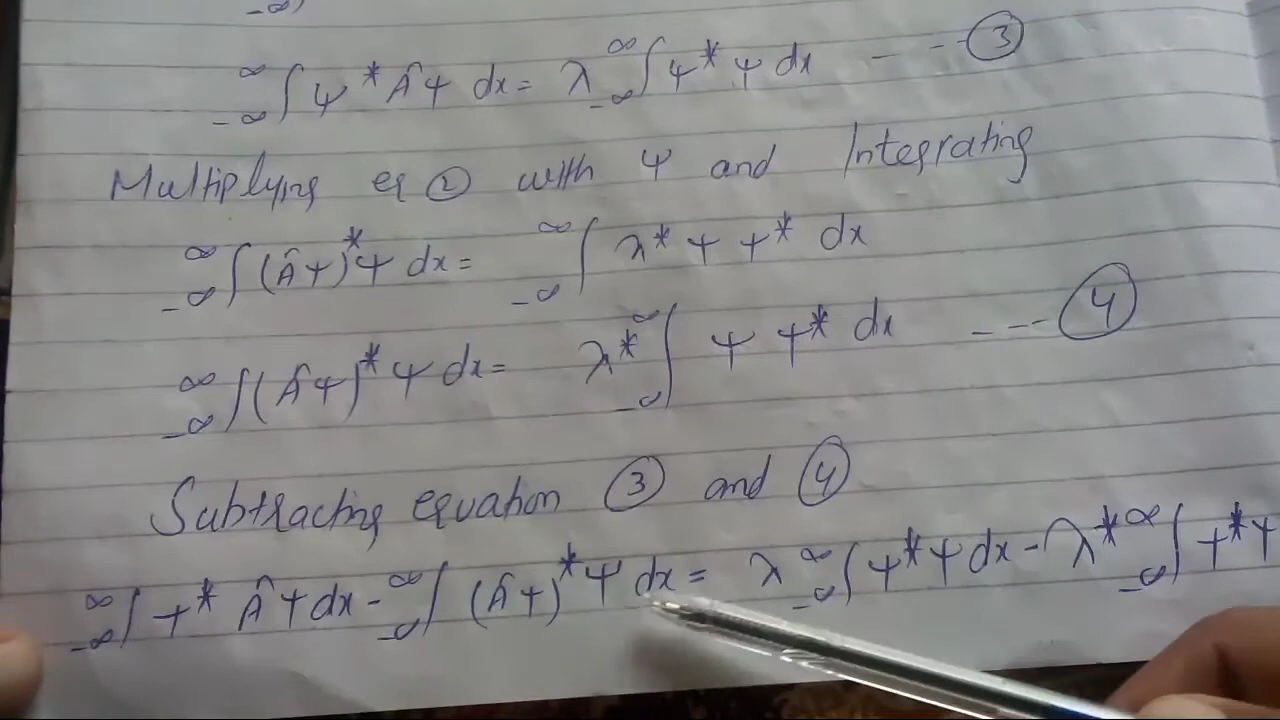 -∞)
∞ -∞ ∫ ψ* Âψ dx = λ ∞ -∞ ∫ ψ* ψ dx - - - ③
Multiplying eq ② with ψ and Integrating
∞ -∞ ∫ (Âψ)* ψ dx = ∞ -∞ ∫ λ* ψ ψ* dx
∞ -∞ ∫ (Âψ)* ψ dx = λ* ∞ -∞ ∫ ψ ψ* dx - - - ④
Subtracting equation ③ and ④
∞ -∞ ∫ ψ* Âψ dx - ∞ -∞ ∫ (Âψ)* ψ dx = λ ∞ -∞ ∫ ψ* ψ dx - λ* ∞ -∞ ∫ ψ* ψ